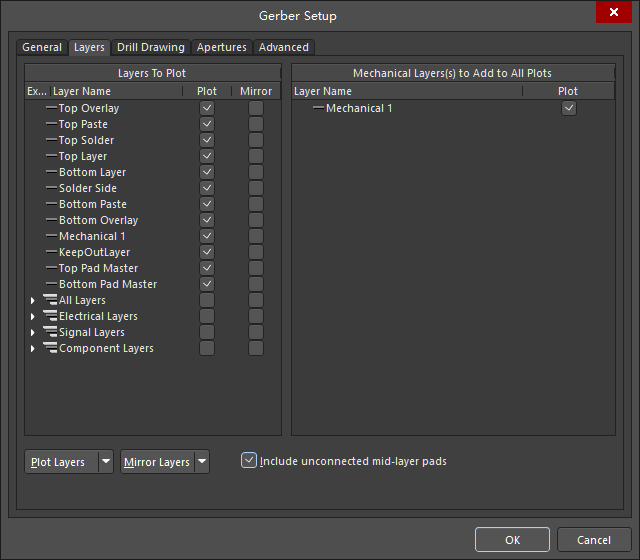 Gerber Setup
General Layers Drill Drawing Apertures Advanced
Layers To Plot Mechanical Layers(s) to Add to All Plots
Ex... Layer Name Plot Mirror Layer Name Plot
Top Overlay Mechanical 1
Top Paste
Top Solder
Top Layer
Bottom Layer
Solder Side
Bottom Paste
Bottom Overlay
Mechanical 1
KeepOutLayer
Top Pad Master
Bottom Pad Master
All Layers
Electrical Layers
Signal Layers
Component Layers
Plot Layers Mirror Layers Include unconnected mid-layer pads
OK Cancel